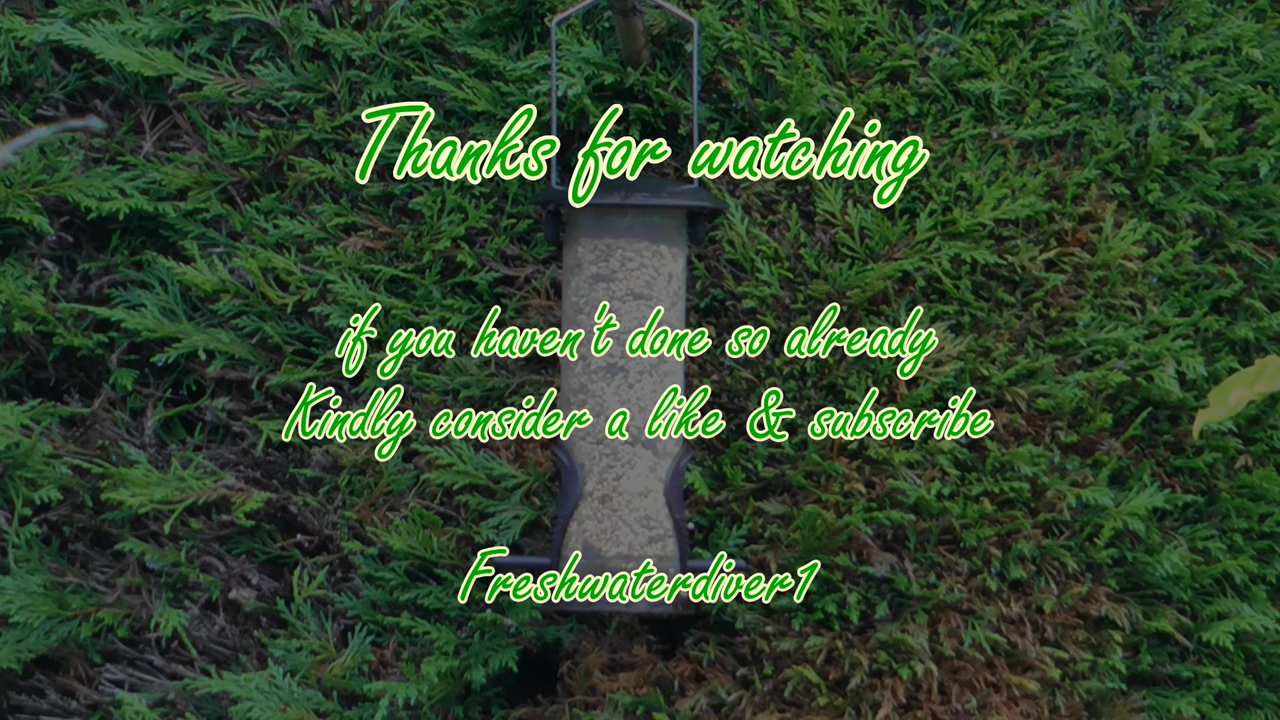 Thanks for watching
if you haven't done so already
Kindly consider a like & subscribe
Freshwaterdiver1